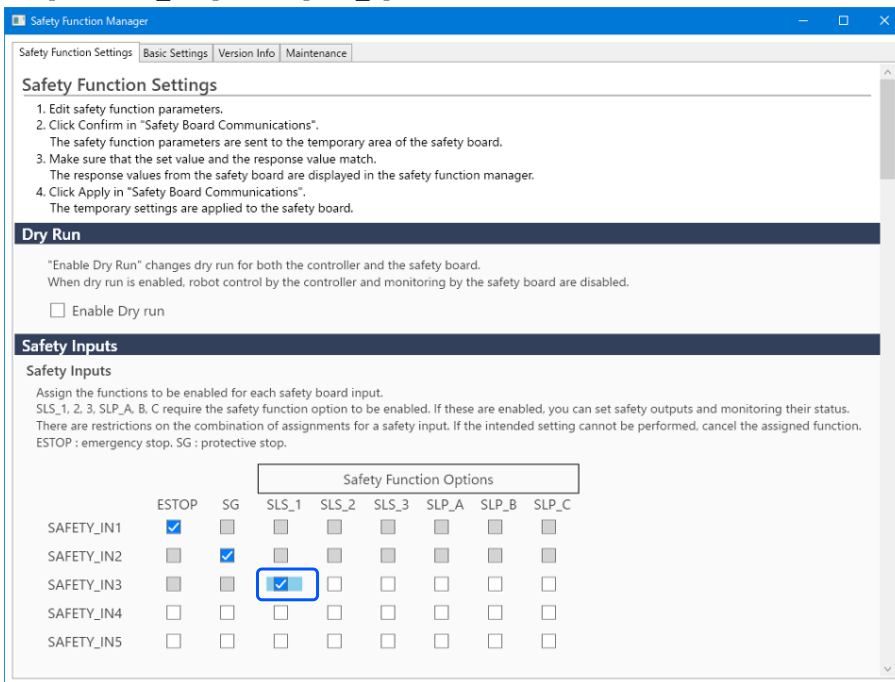 Safety Function Manager
Safety Function Settings Basic Settings Version Info Maintenance
Safety Function Settings
1. Edit safety function parameters.
2. Click Confirm in "Safety Board Communications".
The safety function parameters are sent to the temporary area of the safety board.
3. Make sure that the set value and the response value match.
The response values from the safety board are displayed in the safety function manager.
4. Click Apply in "Safety Board Communications".
The temporary settings are applied to the safety board.
Dry Run
"Enable Dry Run" changes dry run for both the controller and the safety board.
When dry run is enabled, robot control by the controller and monitoring by the safety board are disabled.
Enable Dry run
Safety Inputs
Safety Inputs
Assign the functions to be enabled for each safety board input.
SLS_1, 2, 3, SLP_A, B, C require the safety function option to be enabled. If these are enabled, you can set safety outputs and monitoring their status.
There are restrictions on the combination of assignments for a safety input. If the intended setting cannot be performed, cancel the assigned function.
ESTOP : emergency stop. SG : protective stop.
Safety Function Options
ESTOP SG SLS_1 SLS_2 SLS_3 SLP_A SLP_B SLP_C
SAFETY_IN1
SAFETY_IN2
SAFETY_IN3
SAFETY_IN4
SAFETY_IN5